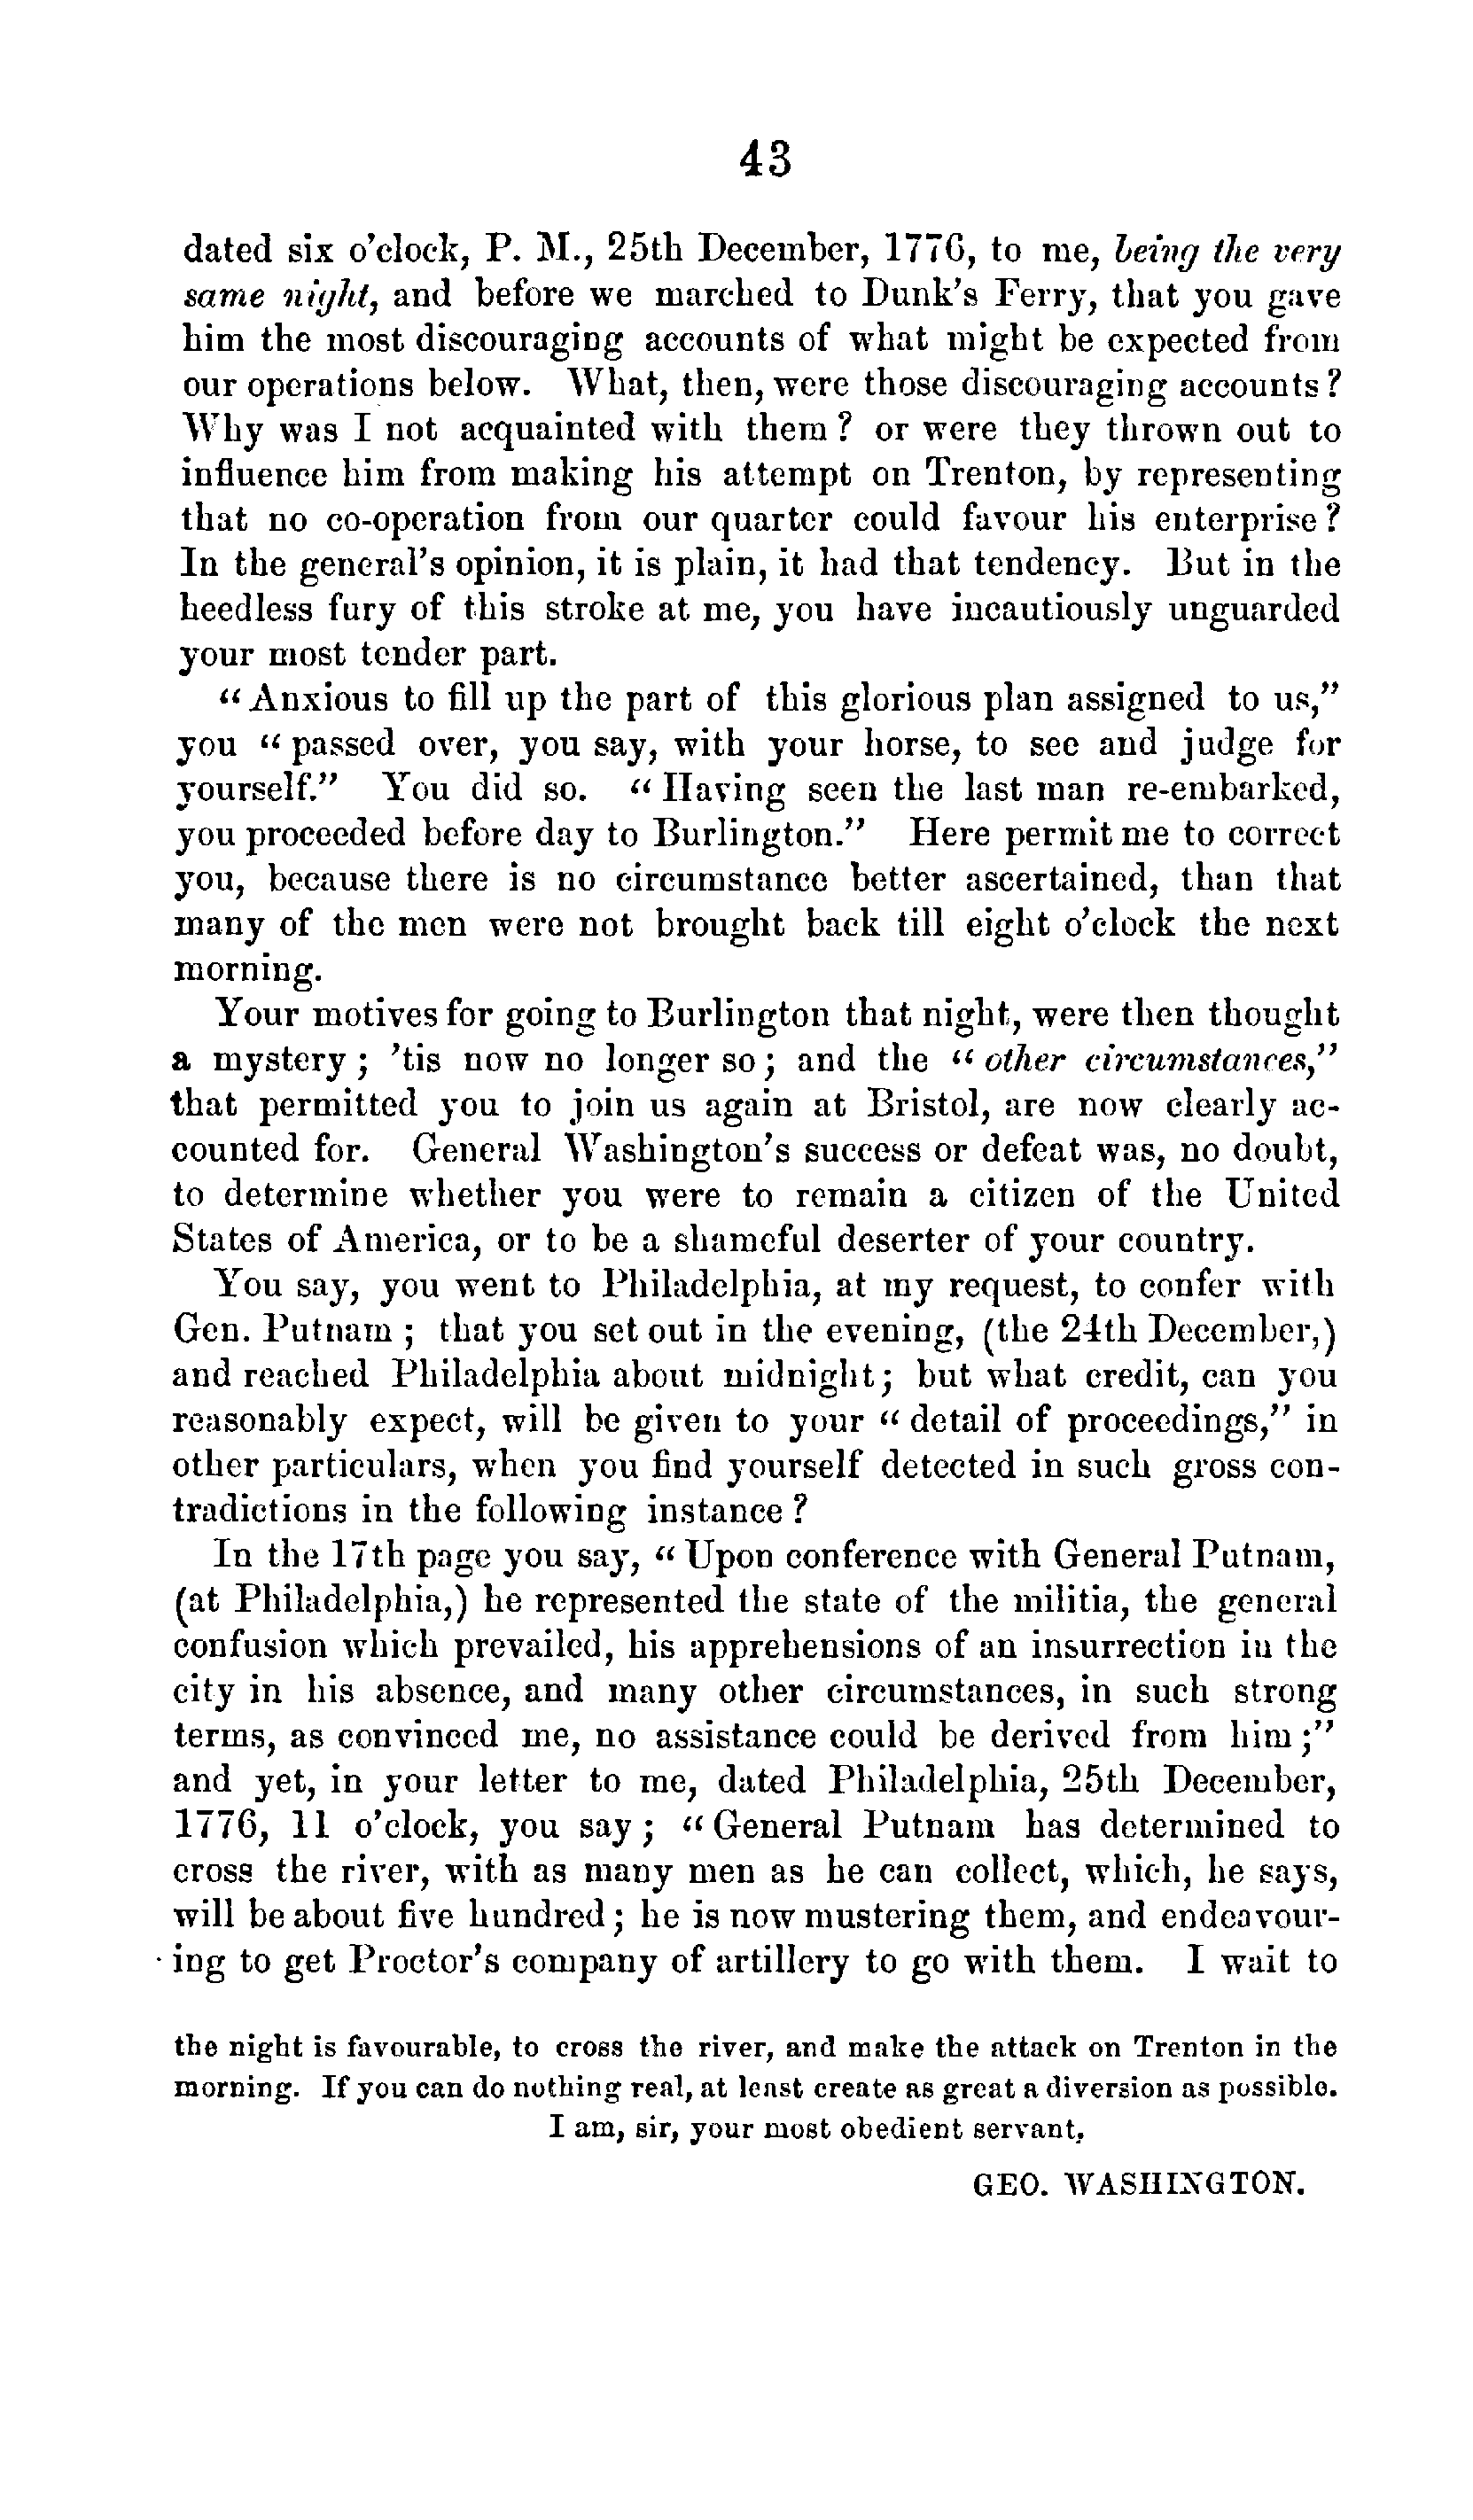 43
dated six o'clock, P. M., 25th December, 1776, to me, being the very
same night, and before we marched to Dunk's Ferry, that you gave
him the most discouraging accounts of what might be expected from
our operations below. What, then, were those discouraging accounts?
Why was I not acquainted with them? or were they thrown out to
influence him from making his attempt on Trenton, by representing
that no co-operation from our quarter could favour his enterprise?
In the general's opinion, it is plain, it had that tendency. But in the
heedless fury of this stroke at me, you have incautiously unguarded
your most tender part.
"Anxious to fill up the part of this glorious plan assigned to us,"
you "passed over, you say, with your horse, to see and judge for
yourself." You did so. "Having seen the last man re-embarked,
you proceeded before day to Burlington." Here permit me to correct
you, because there is no circumstance better ascertained, than that
many of the men were not brought back till eight o'clock the next
morning.
Your motives for going to Burlington that night, were then thought
a mystery; 'tis now no longer so; and the "other circumstances,"
that permitted you to join us again at Bristol, are now clearly ac-
counted for. General Washington's success or defeat was, no doubt,
to determine whether you were to remain a citizen of the United
States of America, or to be a shameful deserter of your country.
You say, you went to Philadelphia, at my request, to confer with
Gen. Putnam; that you set out in the evening, (the 24th December,)
and reached Philadelphia about midnight; but what credit, can you
reasonably expect, will be given to your "detail of proceedings," in
other particulars, when you find yourself detected in such gross con-
tradictions in the following instance?
In the 17th page you say, "Upon conference with General Putnam,
(at Philadelphia,) he represented the state of the militia, the general
confusion which prevailed, his apprehensions of an insurrection in the
city in his absence, and many other circumstances, in such strong
terms, as convinced me, no assistance could be derived from him;"
and yet, in your letter to me, dated Philadelphia, 25th December,
1776, 11 o'clock, you say; "General Putnam has determined to
cross the river, with as many men as he can collect, which, he says,
will be about five hundred; he is now mustering them, and endeavour-
ing to get Proctor's company of artillery to go with them. I wait to
the night is favourable, to cross the river, and make the attack on Trenton in the
morning. If you can do nothing real, at least create as great a diversion as possible.
I am, sir, your most obedient servant,
GEO. WASHINGTON.